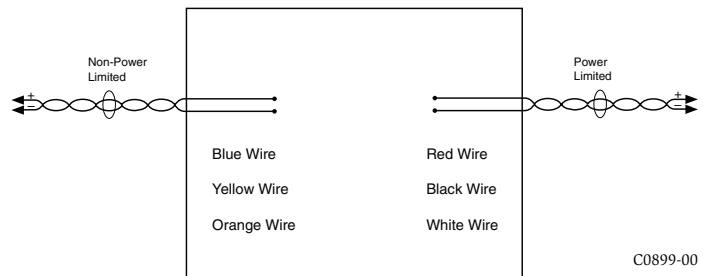 Non-Power
Limited
Power
Limited
+
−
+
−
Blue Wire
Red Wire
Yellow Wire
Black Wire
Orange Wire
White Wire
C0899-00